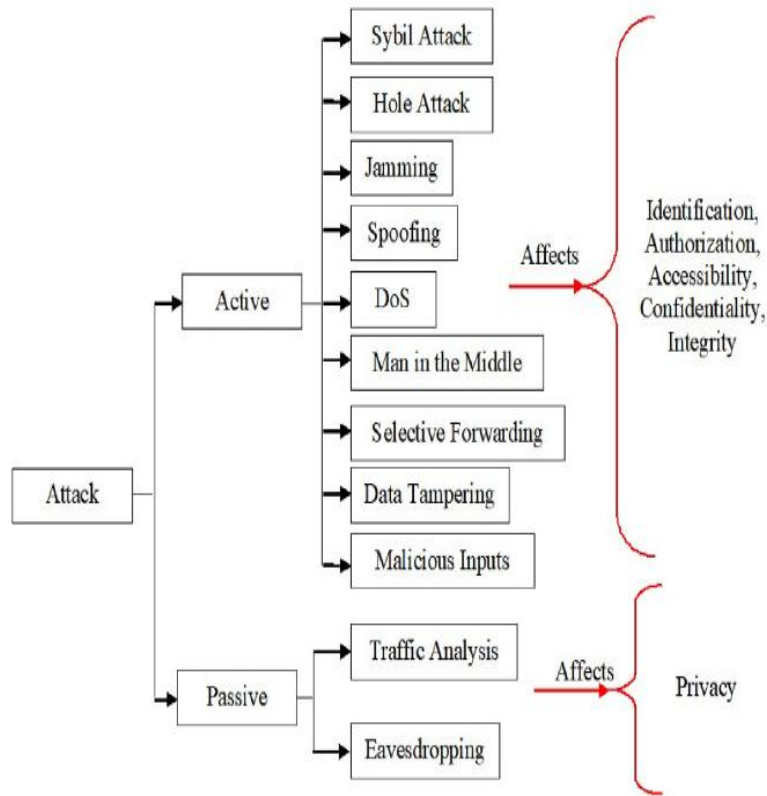 Sybil Attack
Hole Attack
Jamming
Spoofing
DoS
Man in the Middle
Selective Forwarding
Data Tampering
Malicious Inputs
Active
Attack
Affects
Identification,
Authorization,
Accessibility,
Confidentiality,
Integrity
Traffic Analysis
Passive
Eavesdropping
Affects
Privacy